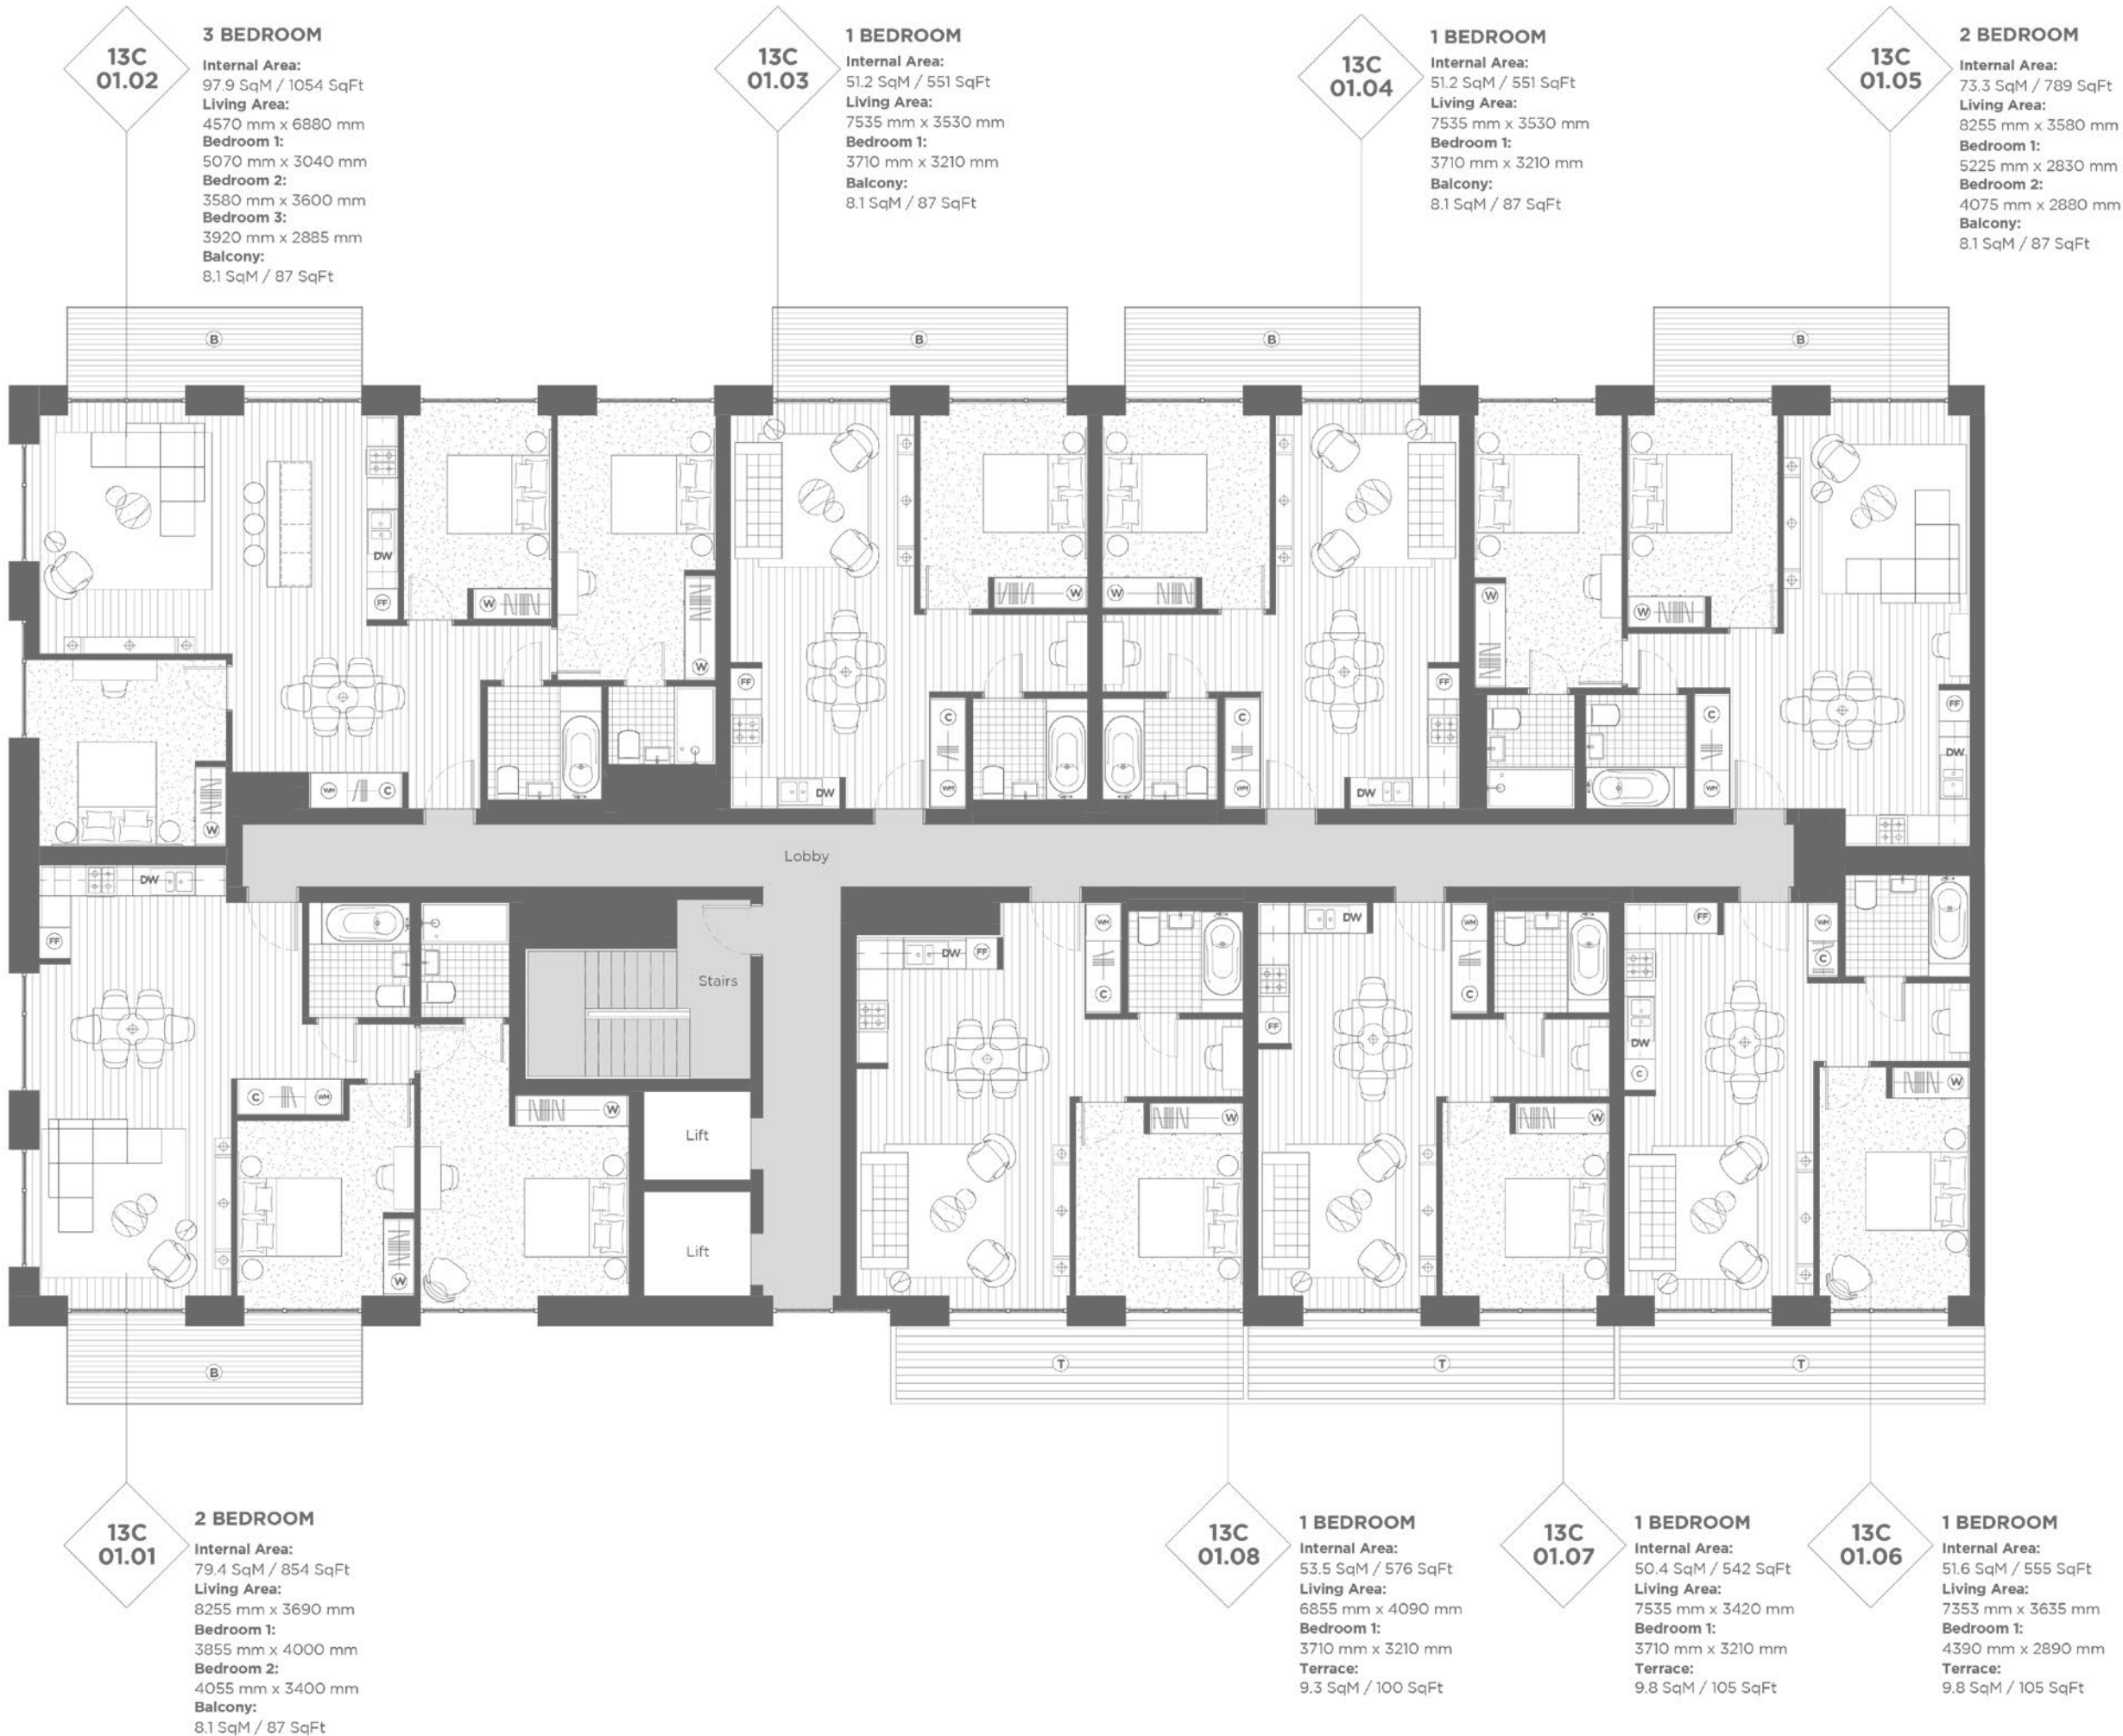 13C
01.02
3 BEDROOM
Internal Area:
97.9 SqM / 1054 SqFt
Living Area:
4570 mm x 6880 mm
Bedroom 1:
5070 mm x 3040 mm
Bedroom 2:
3580 mm x 3600 mm
Bedroom 3:
3920 mm x 2885 mm
Balcony:
8.1 SqM / 87 SqFt
13C
01.03
1 BEDROOM
Internal Area:
51.2 SqM / 551 SqFt
Living Area:
7535 mm x 3530 mm
Bedroom 1:
3710 mm x 3210 mm
Balcony:
8.1 SqM / 87 SqFt
13C
01.04
1 BEDROOM
Internal Area:
51.2 SqM / 551 SqFt
Living Area:
7535 mm x 3530 mm
Bedroom 1:
3710 mm x 3210 mm
Balcony:
8.1 SqM / 87 SqFt
13C
01.05
2 BEDROOM
Internal Area:
73.3 SqM / 789 SqFt
Living Area:
8255 mm x 3580 mm
Bedroom 1:
5225 mm x 2830 mm
Bedroom 2:
4075 mm x 2880 mm
Balcony:
8.1 SqM / 87 SqFt
B
B
B
B
DW
FF
W
W
W
W
W
W
FF
FF
C
C
C
FF
DW
WM
C
WM
WM
WM
DW
DW
W
Lobby
DW
FF
Stairs
WM
C
DW
FF
WM
C
DW
FF
WM
C
FF
DW
C
C
WM
W
W
W
W
W
Lift
Lift
B
T
T
T
13C
01.01
2 BEDROOM
Internal Area:
79.4 SqM / 854 SqFt
Living Area:
8255 mm x 3690 mm
Bedroom 1:
3855 mm x 4000 mm
Bedroom 2:
4055 mm x 3400 mm
Balcony:
8.1 SqM / 87 SqFt
13C
01.08
1 BEDROOM
Internal Area:
53.5 SqM / 576 SqFt
Living Area:
6855 mm x 4090 mm
Bedroom 1:
3710 mm x 3210 mm
Terrace:
9.3 SqM / 100 SqFt
13C
01.07
1 BEDROOM
Internal Area:
50.4 SqM / 542 SqFt
Living Area:
7535 mm x 3420 mm
Bedroom 1:
3710 mm x 3210 mm
Terrace:
9.8 SqM / 105 SqFt
13C
01.06
1 BEDROOM
Internal Area:
51.6 SqM / 555 SqFt
Living Area:
7353 mm x 3635 mm
Bedroom 1:
4390 mm x 2890 mm
Terrace:
9.8 SqM / 105 SqFt